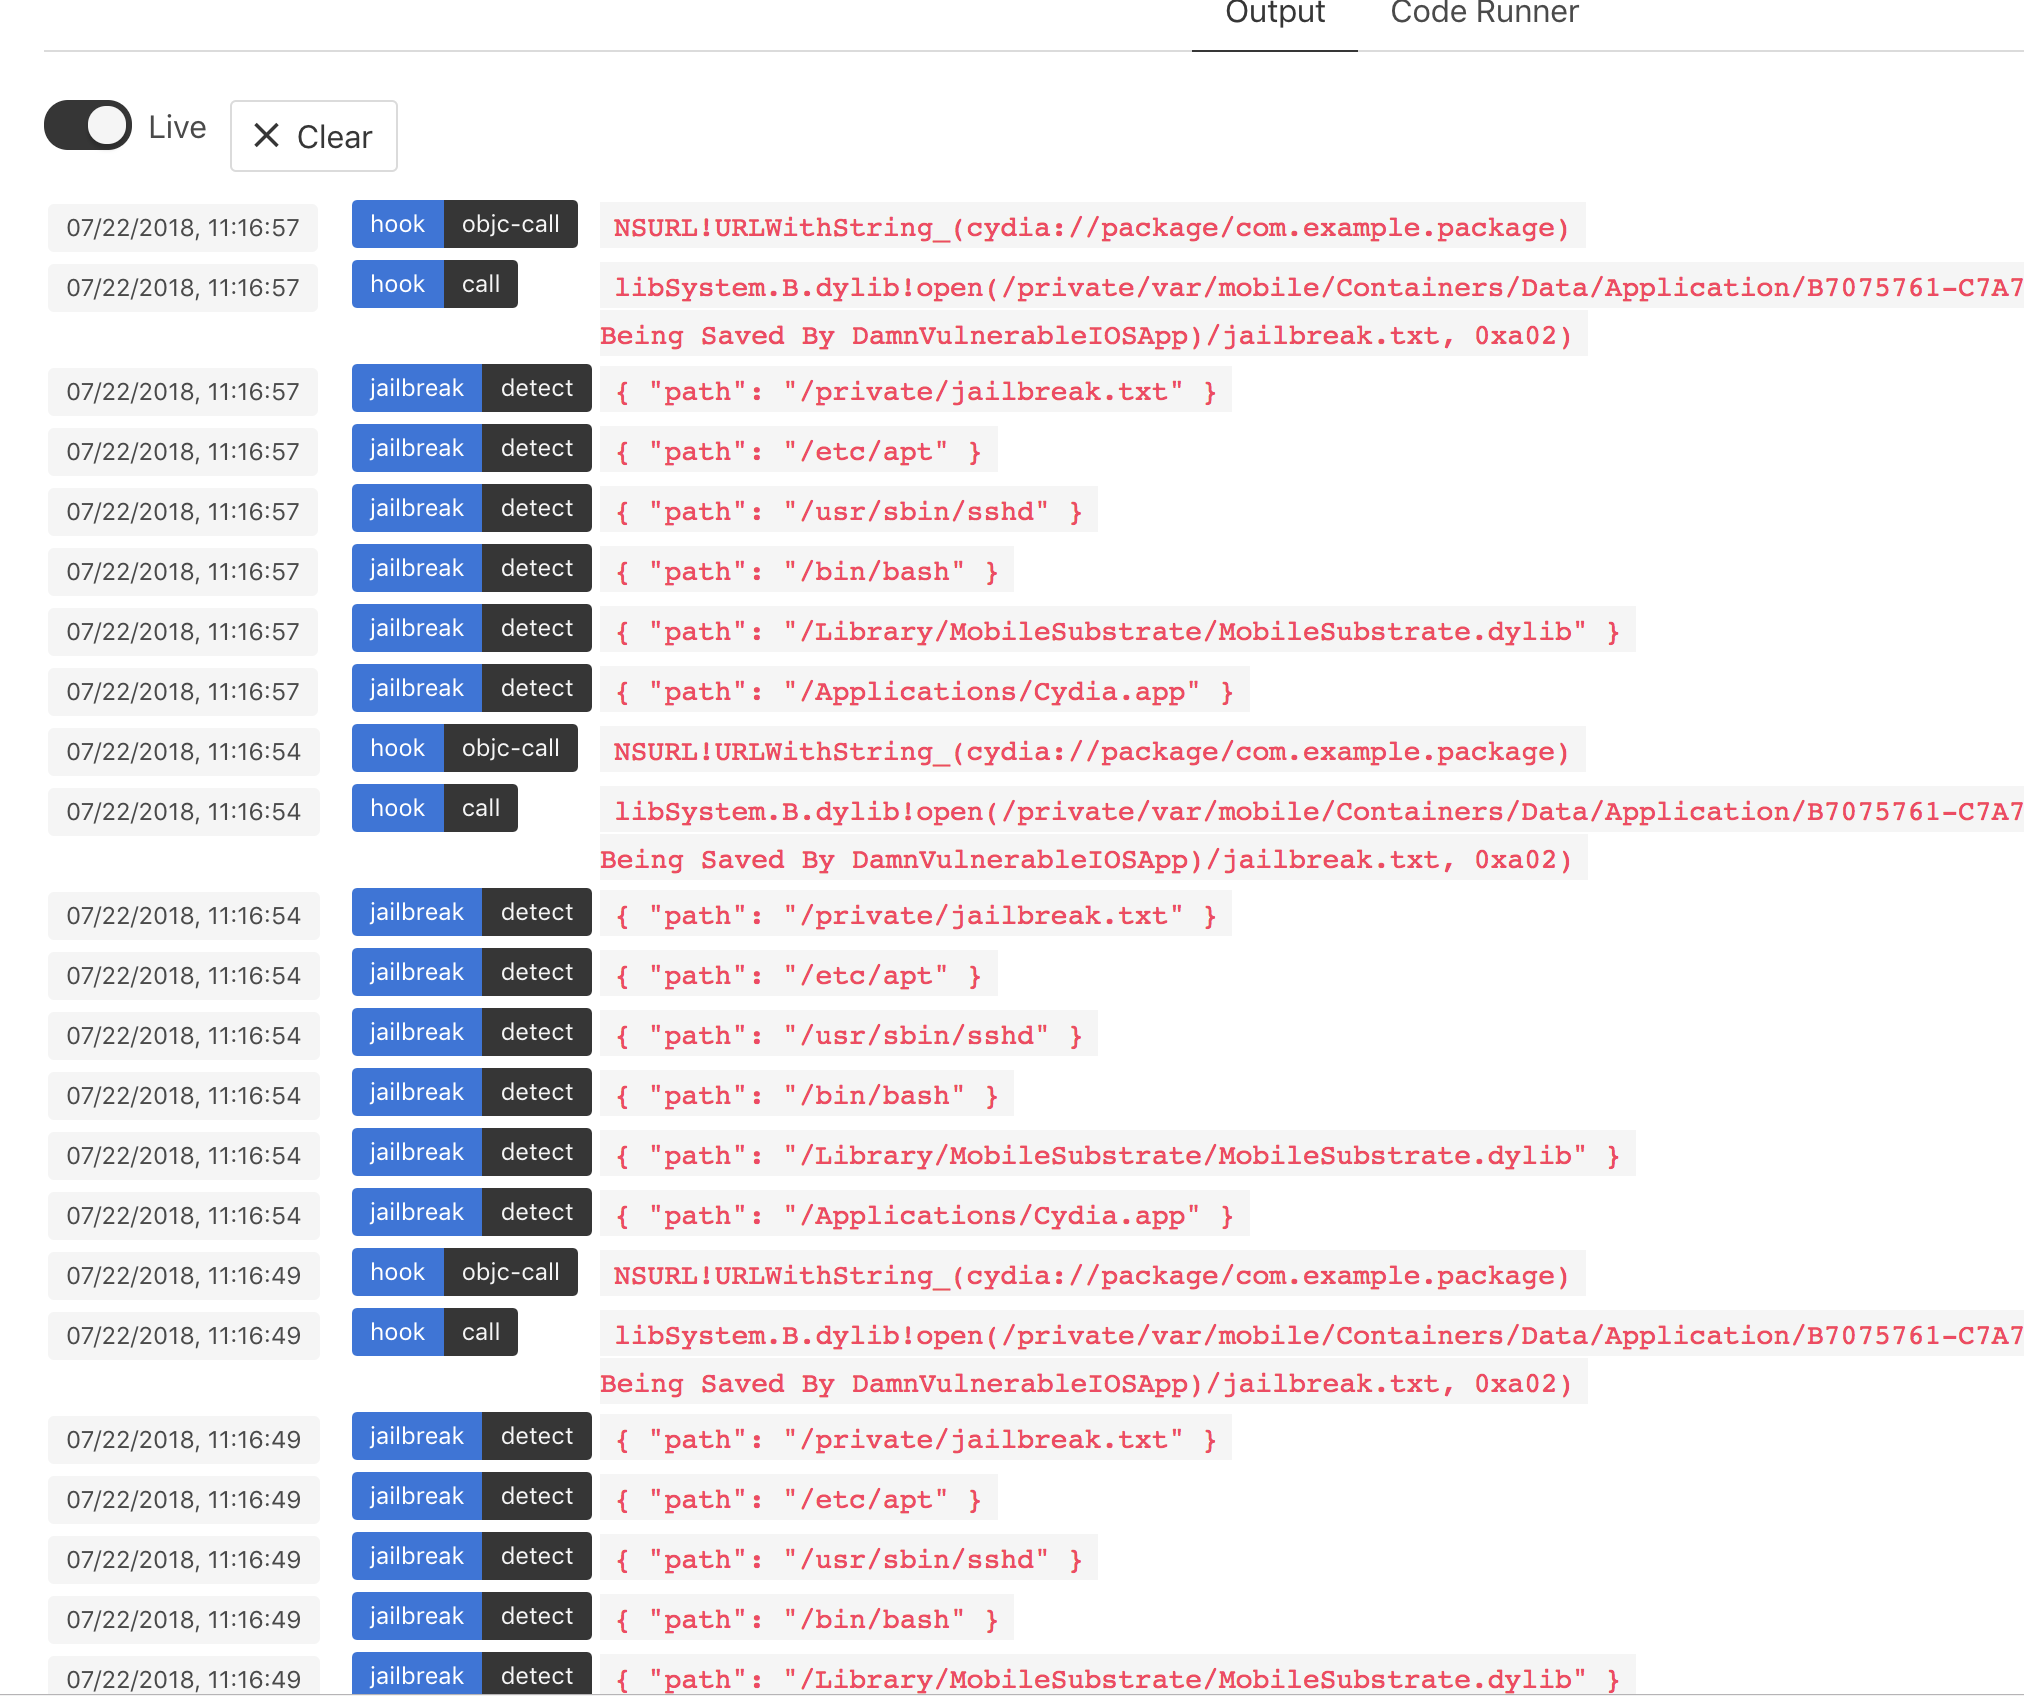 Output Code Runner
Live Clear
07/22/2018, 11:16:57 hook objc-call NSURL!URLWithString_(cydia://package/com.example.package)
07/22/2018, 11:16:57 hook call libSystem.B.dylib!open(/private/var/mobile/Containers/Data/Application/B7075761-C7A7
Being Saved By DamnVulnerableIOSApp)/jailbreak.txt, 0xa02)
07/22/2018, 11:16:57 jailbreak detect { "path": "/private/jailbreak.txt" }
07/22/2018, 11:16:57 jailbreak detect { "path": "/etc/apt" }
07/22/2018, 11:16:57 jailbreak detect { "path": "/usr/sbin/sshd" }
07/22/2018, 11:16:57 jailbreak detect { "path": "/bin/bash" }
07/22/2018, 11:16:57 jailbreak detect { "path": "/Library/MobileSubstrate/MobileSubstrate.dylib" }
07/22/2018, 11:16:57 jailbreak detect { "path": "/Applications/Cydia.app" }
07/22/2018, 11:16:54 hook objc-call NSURL!URLWithString_(cydia://package/com.example.package)
07/22/2018, 11:16:54 hook call libSystem.B.dylib!open(/private/var/mobile/Containers/Data/Application/B7075761-C7A7
Being Saved By DamnVulnerableIOSApp)/jailbreak.txt, 0xa02)
07/22/2018, 11:16:54 jailbreak detect { "path": "/private/jailbreak.txt" }
07/22/2018, 11:16:54 jailbreak detect { "path": "/etc/apt" }
07/22/2018, 11:16:54 jailbreak detect { "path": "/usr/sbin/sshd" }
07/22/2018, 11:16:54 jailbreak detect { "path": "/bin/bash" }
07/22/2018, 11:16:54 jailbreak detect { "path": "/Library/MobileSubstrate/MobileSubstrate.dylib" }
07/22/2018, 11:16:54 jailbreak detect { "path": "/Applications/Cydia.app" }
07/22/2018, 11:16:49 hook objc-call NSURL!URLWithString_(cydia://package/com.example.package)
07/22/2018, 11:16:49 hook call libSystem.B.dylib!open(/private/var/mobile/Containers/Data/Application/B7075761-C7A7
Being Saved By DamnVulnerableIOSApp)/jailbreak.txt, 0xa02)
07/22/2018, 11:16:49 jailbreak detect { "path": "/private/jailbreak.txt" }
07/22/2018, 11:16:49 jailbreak detect { "path": "/etc/apt" }
07/22/2018, 11:16:49 jailbreak detect { "path": "/usr/sbin/sshd" }
07/22/2018, 11:16:49 jailbreak detect { "path": "/bin/bash" }
07/22/2018, 11:16:49 jailbreak detect { "path": "/Library/MobileSubstrate/MobileSubstrate.dylib" }